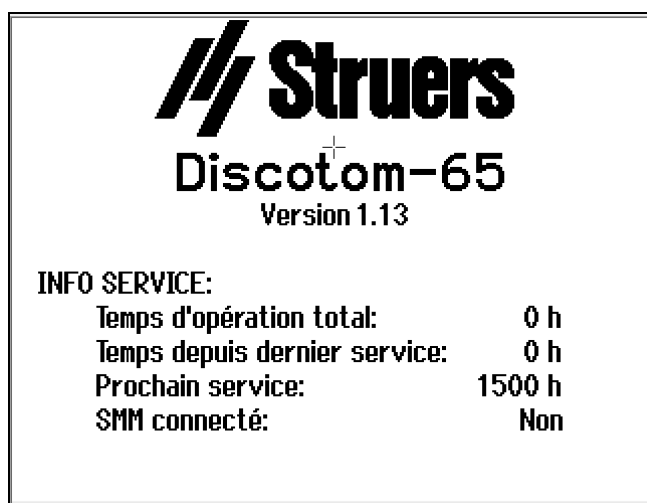 Struers
Discotom-65
Version 1.13
INFO SERVICE:
Temps d'opération total: 0 h
Temps depuis dernier service: 0 h
Prochain service: 1500 h
SMM connecté: Non